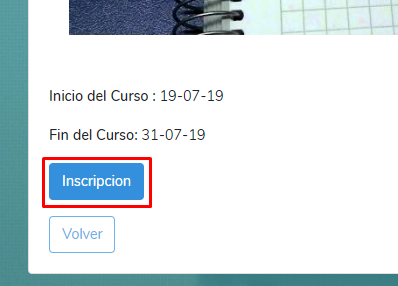 Inicio del Curso : 19-07-19
Fin del Curso: 31-07-19
Inscripcion
Volver